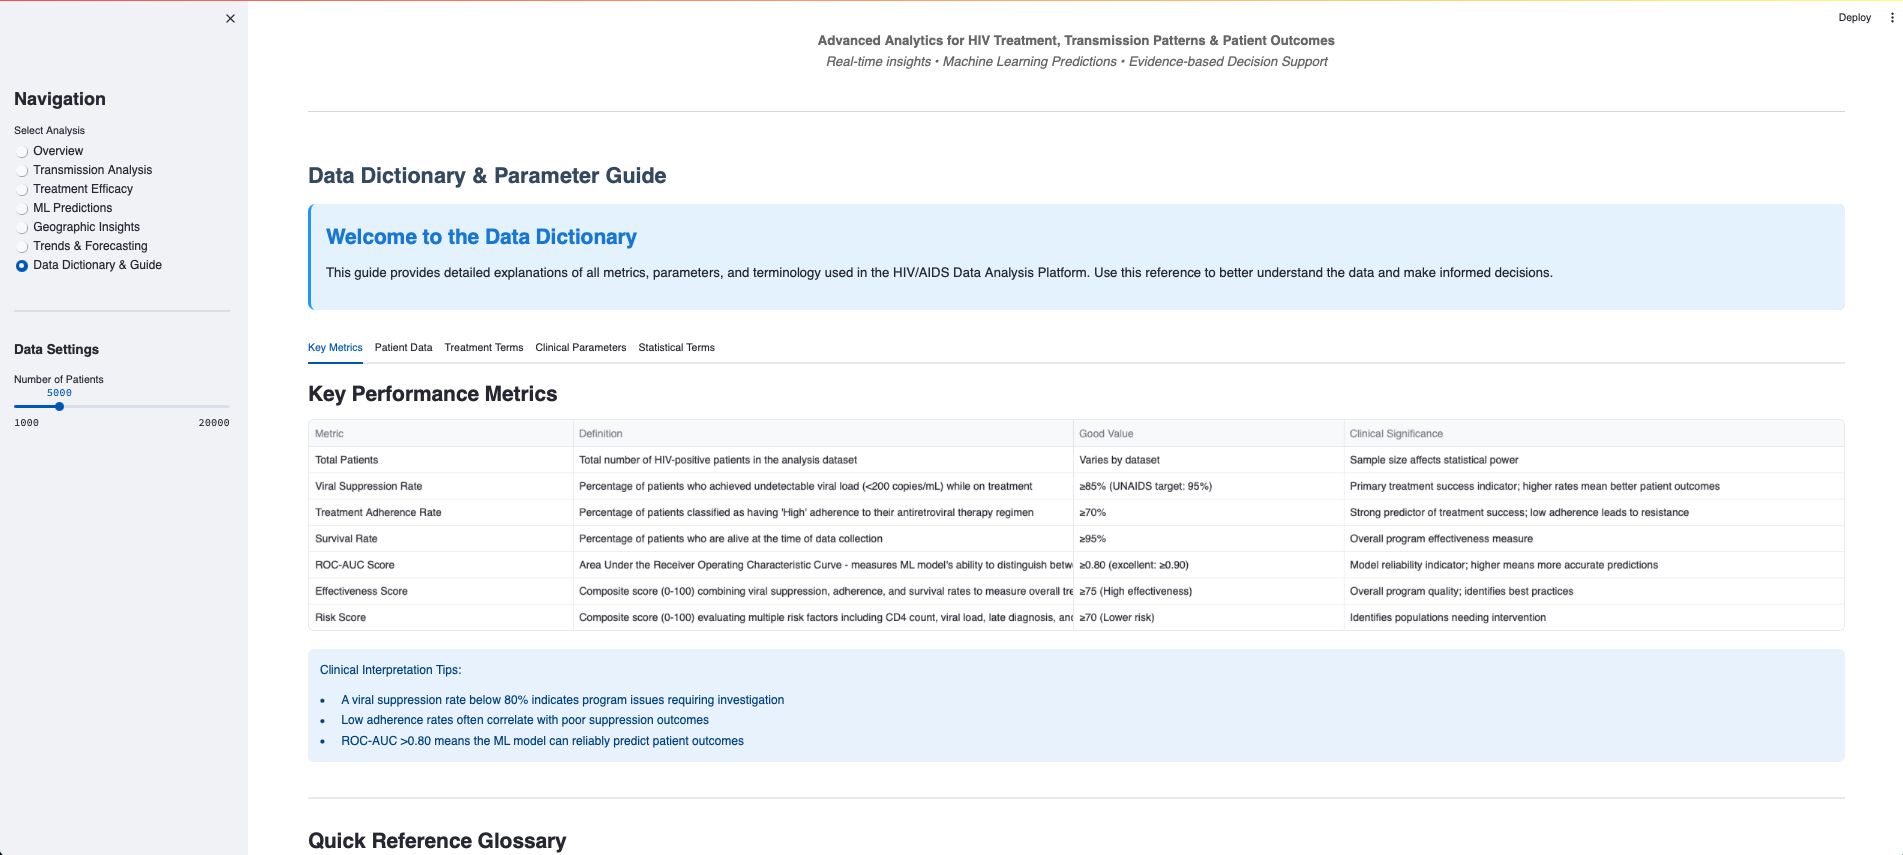 Deploy
Advanced Analytics for HIV Treatment, Transmission Patterns & Patient Outcomes
Real-time insights • Machine Learning Predictions • Evidence-based Decision Support
Navigation
Select Analysis
Overview
Transmission Analysis
Treatment Efficacy
ML Predictions
Geographic Insights
Trends & Forecasting
Data Dictionary & Guide
Data Settings
Number of Patients
5000
1000 20000
Data Dictionary & Parameter Guide
Welcome to the Data Dictionary
This guide provides detailed explanations of all metrics, parameters, and terminology used in the HIV/AIDS Data Analysis Platform. Use this reference to better understand the data and make informed decisions.
Key Metrics Patient Data Treatment Terms Clinical Parameters Statistical Terms
Key Performance Metrics
Metric Definition Good Value Clinical Significance
Total Patients Total number of HIV-positive patients in the analysis dataset Varies by dataset Sample size affects statistical power
Viral Suppression Rate Percentage of patients who achieved undetectable viral load (<200 copies/mL) while on treatment ≥85% (UNAIDS target: 95%) Primary treatment success indicator; higher rates mean better patient outcomes
Treatment Adherence Rate Percentage of patients classified as having 'High' adherence to their antiretroviral therapy regimen ≥70% Strong predictor of treatment success; low adherence leads to resistance
Survival Rate Percentage of patients who are alive at the time of data collection ≥95% Overall program effectiveness measure
ROC-AUC Score Area Under the Receiver Operating Characteristic Curve - measures ML model's ability to distinguish betw ≥0.80 (excellent: ≥0.90) Model reliability indicator; higher means more accurate predictions
Effectiveness Score Composite score (0-100) combining viral suppression, adherence, and survival rates to measure overall tre ≥75 (High effectiveness) Overall program quality; identifies best practices
Risk Score Composite score (0-100) evaluating multiple risk factors including CD4 count, viral load, late diagnosis, and ≥70 (Lower risk) Identifies populations needing intervention
Clinical Interpretation Tips:
• A viral suppression rate below 80% indicates program issues requiring investigation
• Low adherence rates often correlate with poor suppression outcomes
• ROC-AUC >0.80 means the ML model can reliably predict patient outcomes
Quick Reference Glossary